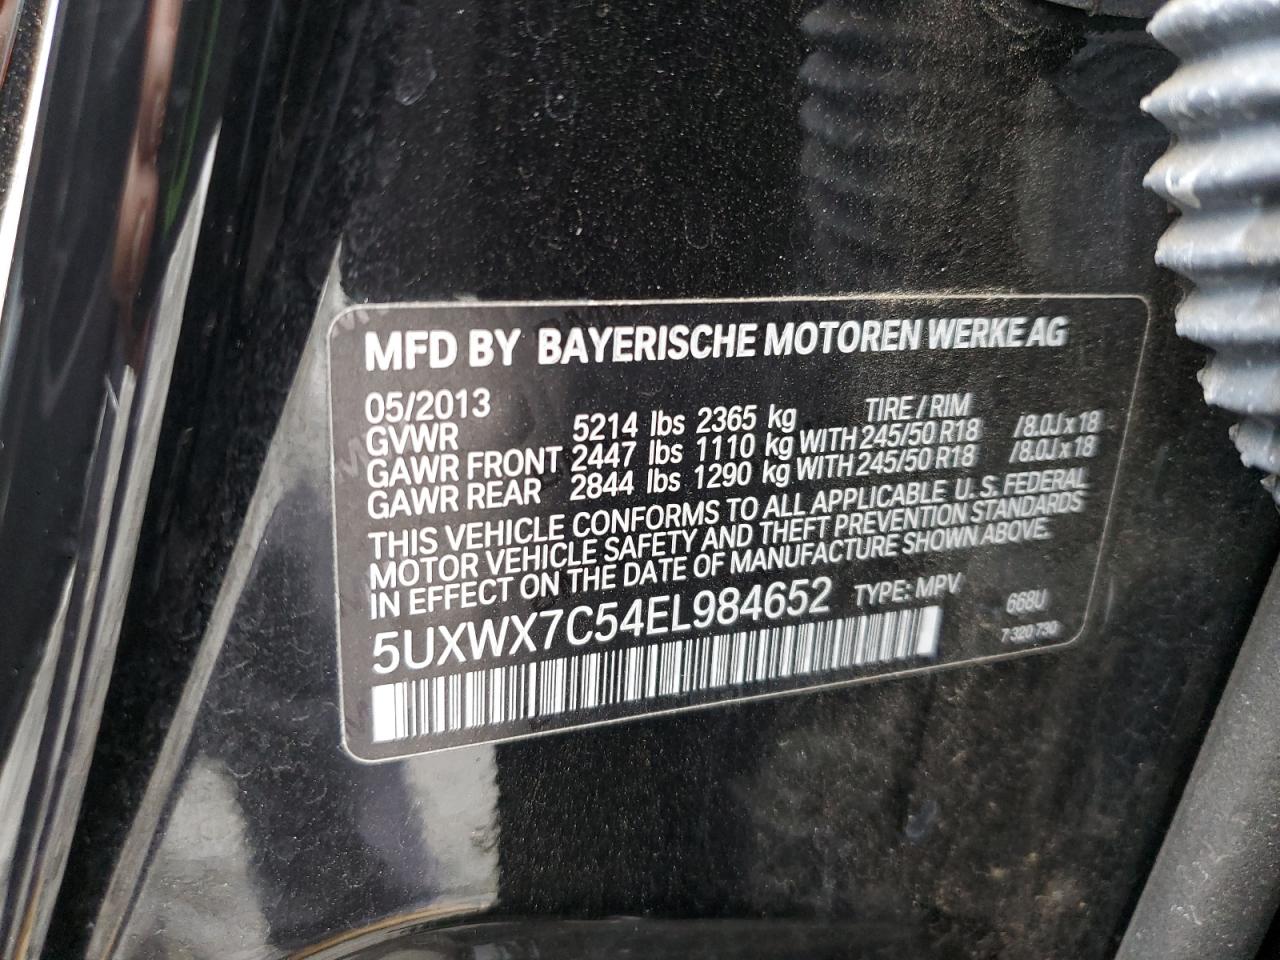 MFD BY BAYERISCHE MOTOREN WERKE AG
05/2013 TIRE / RIM
GVWR 5214 lbs 2365 kg
GAWR FRONT 2447 lbs 1110 kg WITH 245/50 R18 /8.0J x 18
GAWR REAR 2844 lbs 1290 kg WITH 245/50 R18 /8.0J x 18
THIS VEHICLE CONFORMS TO ALL APPLICABLE U.S. FEDERAL
MOTOR VEHICLE SAFETY AND THEFT PREVENTION STANDARDS
IN EFFECT ON THE DATE OF MANUFACTURE SHOWN ABOVE.
5UXWX7C54EL984652 TYPE: MPV 668U
7 320 730